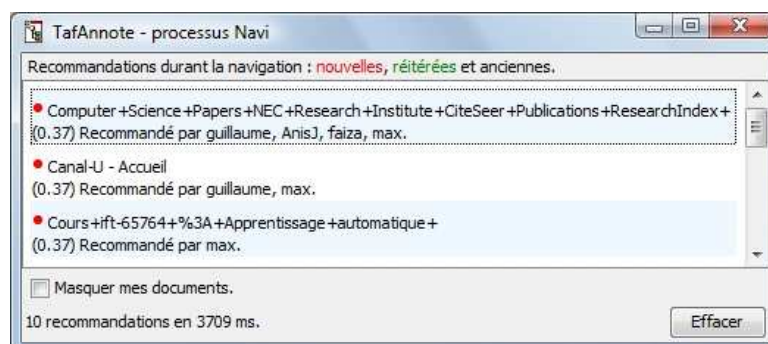 TafAnnote - processus Navi
Recommandations durant la navigation : nouvelles, réitérées et anciennes.
Computer+Science+Papers+NEC+Research+Institute+CiteSeer+Publications+ResearchIndex+
(0.37) Recommandé par guillaume, AnisJ, faiza, max.
Canal-U - Accueil
(0.37) Recommandé par guillaume, max.
Cours+ift-65764+%3A+Apprentissage+automatique+
(0.37) Recommandé par max.
Masquer mes documents.
10 recommandations en 3709 ms.
Effacer